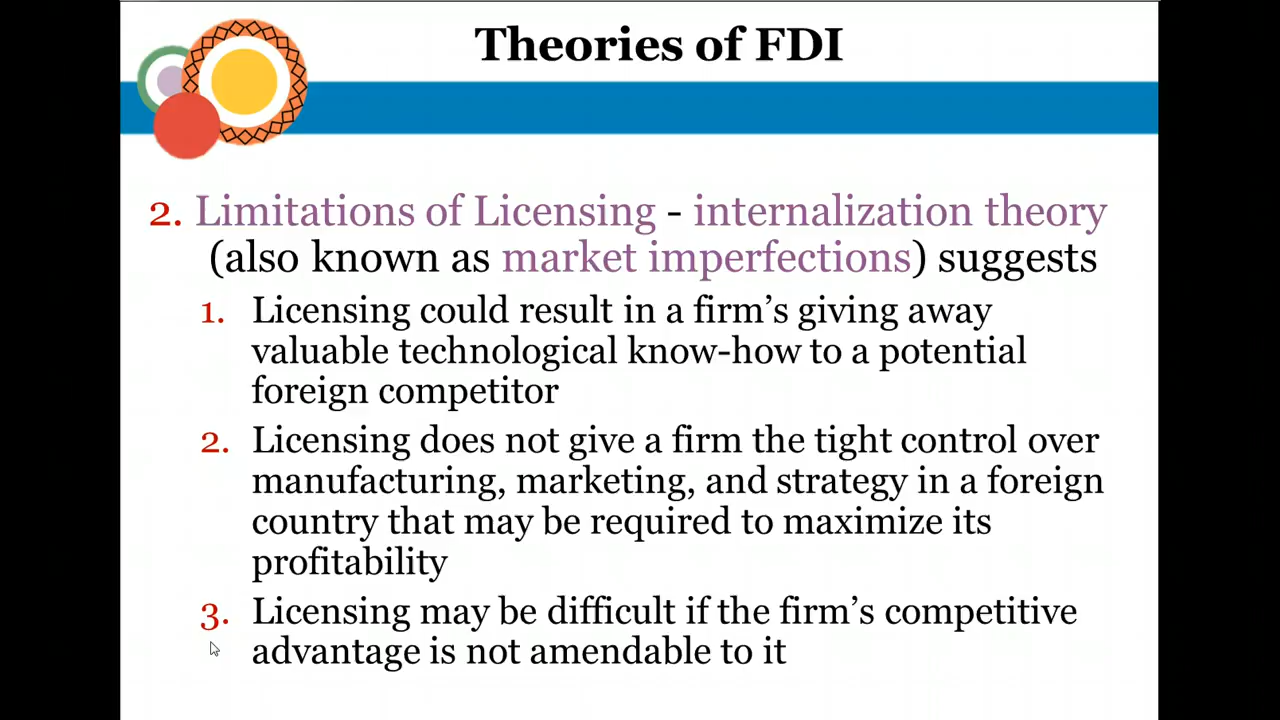 Theories of FDI
2. Limitations of Licensing - internalization theory
(also known as market imperfections) suggests
1. Licensing could result in a firm’s giving away
valuable technological know-how to a potential
foreign competitor
2. Licensing does not give a firm the tight control over
manufacturing, marketing, and strategy in a foreign
country that may be required to maximize its
profitability
3. Licensing may be difficult if the firm’s competitive
advantage is not amendable to it